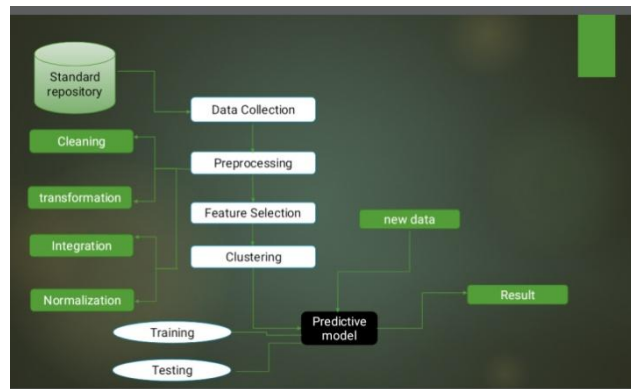 Standard
repository
Data Collection
Cleaning
Preprocessing
transformation
Feature Selection
new data
Integration
Clustering
Result
Normalization
Predictive
model
Training
Testing